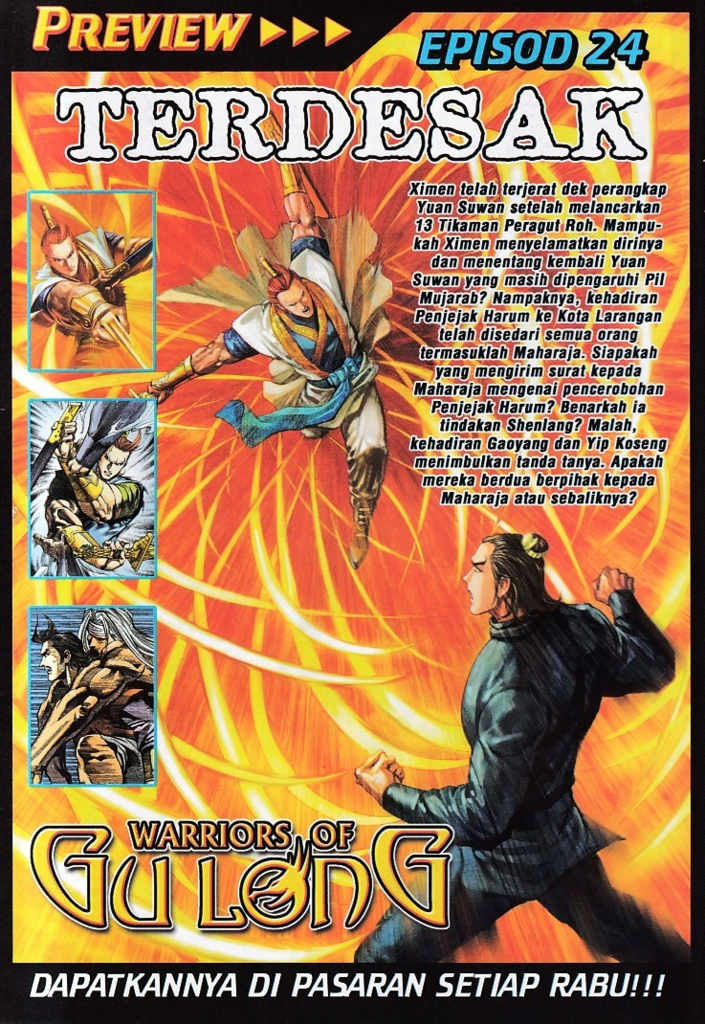 PREVIEW
EPISOD 24
TERDESAK
Ximen telah terjerat dek perangkap
Yuan Suwan setelah melancarkan
13 Tikaman Peragut Roh. Mampu-
kah Ximen menyelamatkan dirinya
dan menentang kembali Yuan
Suwan yang masih dipengaruhi Pil
Mujarab? Nampaknya, kehadiran
Penjejak Harum ke Kota Larangan
telah disedari semua orang
termasuklah Maharaja. Siapakah
yang mengirim surat kepada
Maharaja mengenai pencerobohan
Penjejak Harum? Benarkah ia
tindakan Shenlang? Malah,
kehadiran Gaoyang dan Yip Koseng
menimbulkan tanda tanya. Apakah
mereka berdua berpihak kepada
Maharaja atau sebaliknya?
WARRIORS OF
GU LONG
DAPATKANNYA DI PASARAN SETIAP RABU!!!